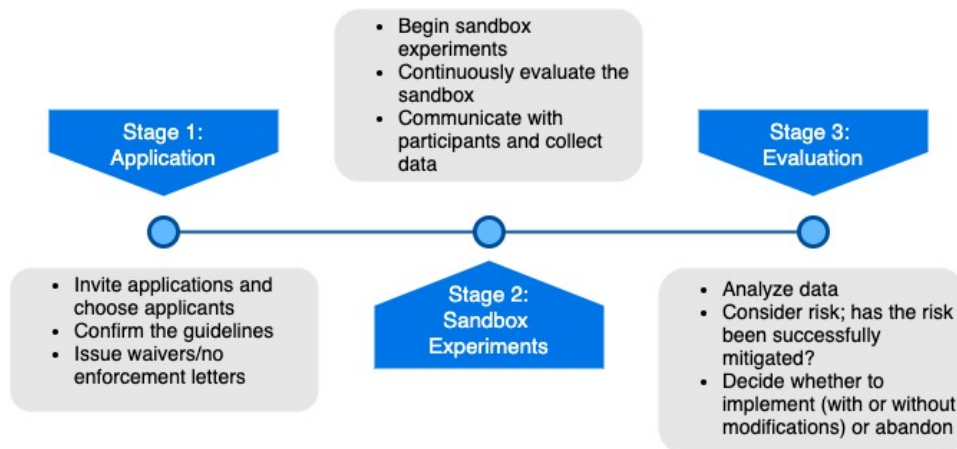 Stage 1:
Application
• Invite applications and
choose applicants
• Confirm the guidelines
• Issue waivers/no
enforcement letters
• Begin sandbox
experiments
• Continuously evaluate the
sandbox
• Communicate with
participants and collect
data
Stage 2:
Sandbox
Experiments
Stage 3:
Evaluation
• Analyze data
• Consider risk; has the risk
been successfully
mitigated?
• Decide whether to
implement (with or without
modifications) or abandon